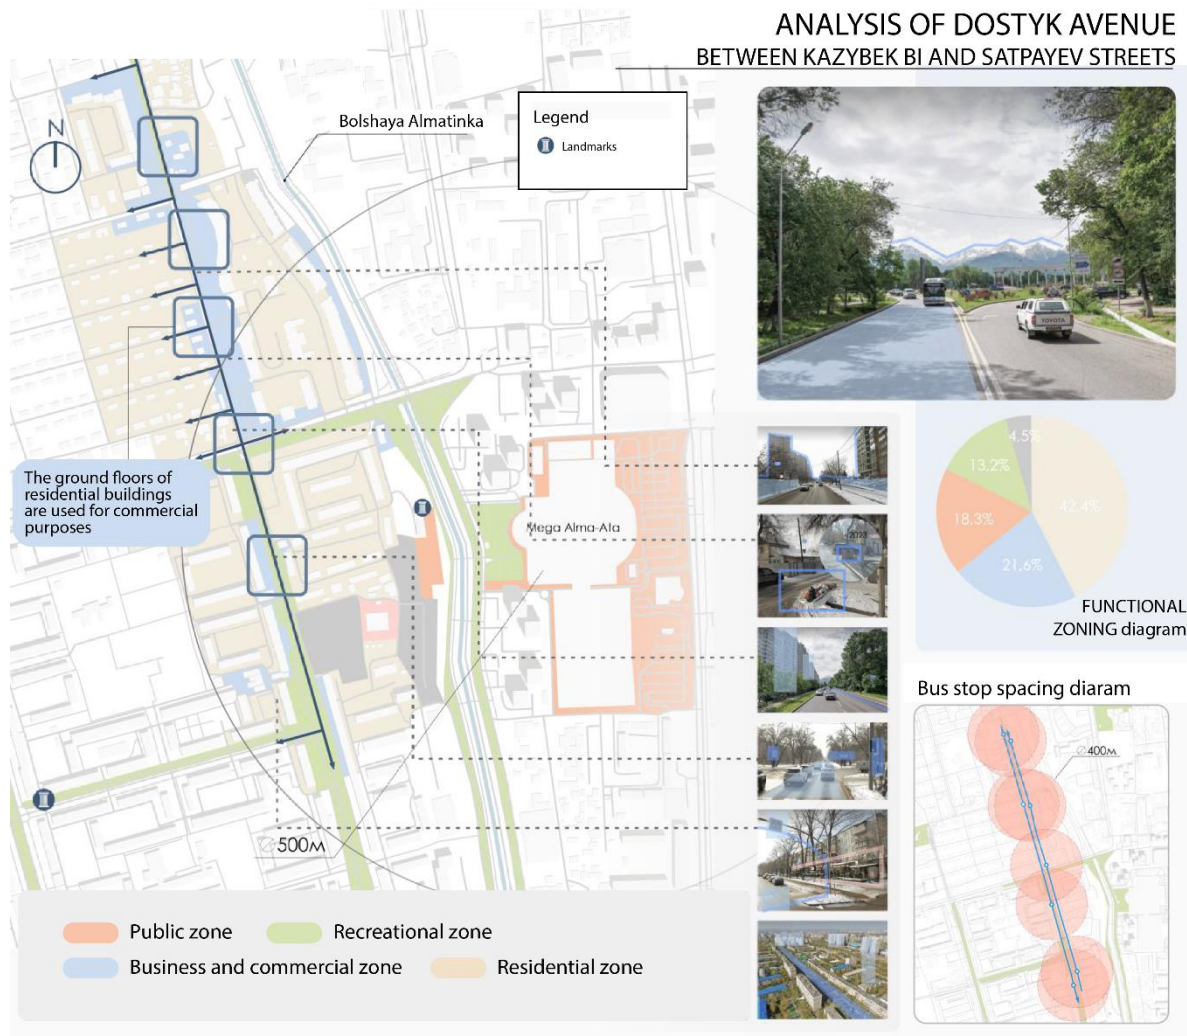 ANALYSIS OF DOSTYK AVENUE
BETWEEN KAZYBEK BI AND SATPAYEV STREETS
N
Bolshaya Almatinka
Legend
Landmarks
TOYOTA
The ground floors of
residential buildings
are used for commercial
purposes
Mega Alma-Ata
2023
4,5%
13,2%
42,4%
18,3%
21,6%
FUNCTIONAL
ZONING diagram
Bus stop spacing diaram
∅400м
∅500м
Public zone
Recreational zone
Business and commercial zone
Residential zone